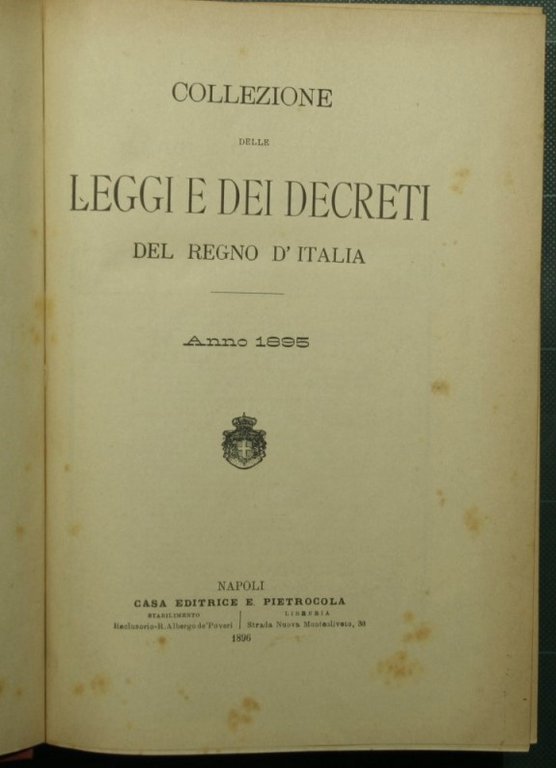 COLLEZIONE
DELLE
LEGGI E DEI DECRETI
DEL REGNO D'ITALIA
Anno 1895
NAPOLI
CASA EDITRICE E. PIETROCOLA
STABILIMENTO LIBRERIA
Reclusorio-R. Albergo de' Poveri Strada Nuova Monteoliveto, 30
1896